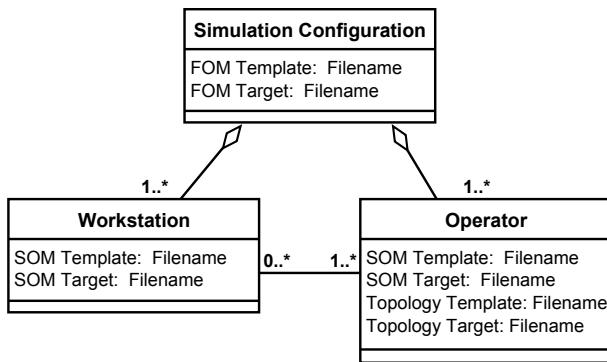 Simulation Configuration
FOM Template: Filename
FOM Target: Filename
1..*
1..*
Workstation
SOM Template: Filename
SOM Target: Filename
0..*
1..*
Operator
SOM Template: Filename
SOM Target: Filename
Topology Template: Filename
Topology Target: Filename